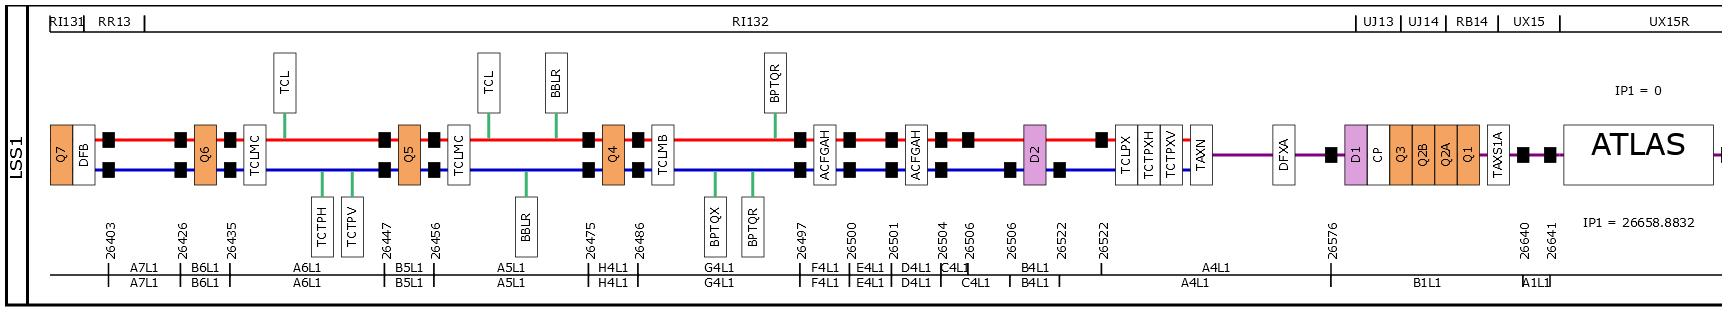 RI131 RR13 RI132 UJ13 UJ14 RB14 UX15 UX15R
TCL TCL BBLR BPTQR
IP1 = 0
LSS1
Q7 DFB Q6 TCLMC Q5 TCLMC Q4 TCLMB ACFGAH ACFGAH D2 TCLPX TCTPXH TCTPXV TAXN DFXA D1 CP Q3 Q2B Q2A Q1 TAXS1A ATLAS
TCTPH TCTPV BBLR BPTQX BPTQR
IP1 = 26658.8832
26403 26426 26435 26447 26456 26475 26486 26497 26500 26501 26504 26506 26506 26522 26522 26576 26640 26641
A7L1 B6L1 A6L1 B5L1 A5L1 H4L1 G4L1 F4L1 E4L1 D4L1 C4L1 B4L1 A4L1
A7L1 B6L1 A6L1 B5L1 A5L1 H4L1 G4L1 F4L1 E4L1 D4L1 C4L1 B4L1 A4L1 B1L1 A1L1